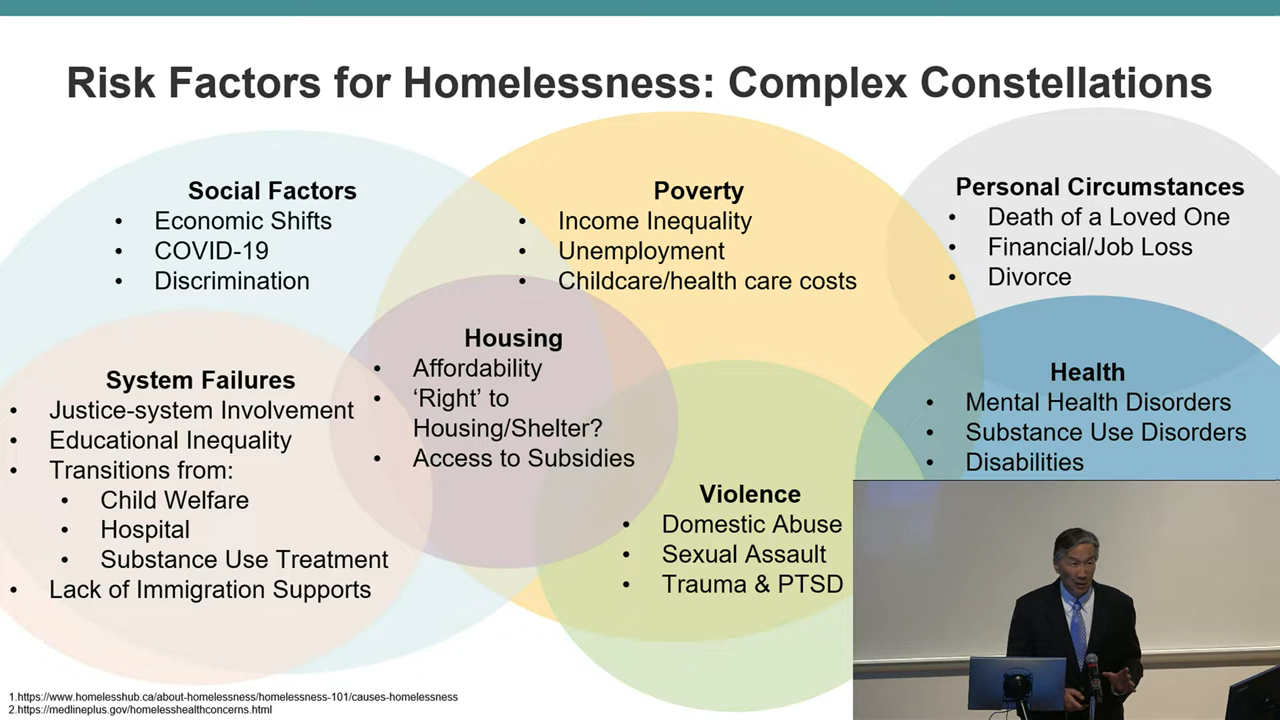 Risk Factors for Homelessness: Complex Constellations
Social Factors
• Economic Shifts
• COVID-19
• Discrimination
Poverty
• Income Inequality
• Unemployment
• Childcare/health care costs
Personal Circumstances
• Death of a Loved One
• Financial/Job Loss
• Divorce
System Failures
• Justice-system Involvement
• Educational Inequality
• Transitions from:
• Child Welfare
• Hospital
• Substance Use Treatment
• Lack of Immigration Supports
Housing
• Affordability
• ‘Right’ to
Housing/Shelter?
• Access to Subsidies
Violence
• Domestic Abuse
• Sexual Assault
• Trauma & PTSD
Health
• Mental Health Disorders
• Substance Use Disorders
• Disabilities
1.https://www.homelesshub.ca/about-homelessness/homelessness-101/causes-homelessness
2.https://medlineplus.gov/homelesshealthconcerns.html